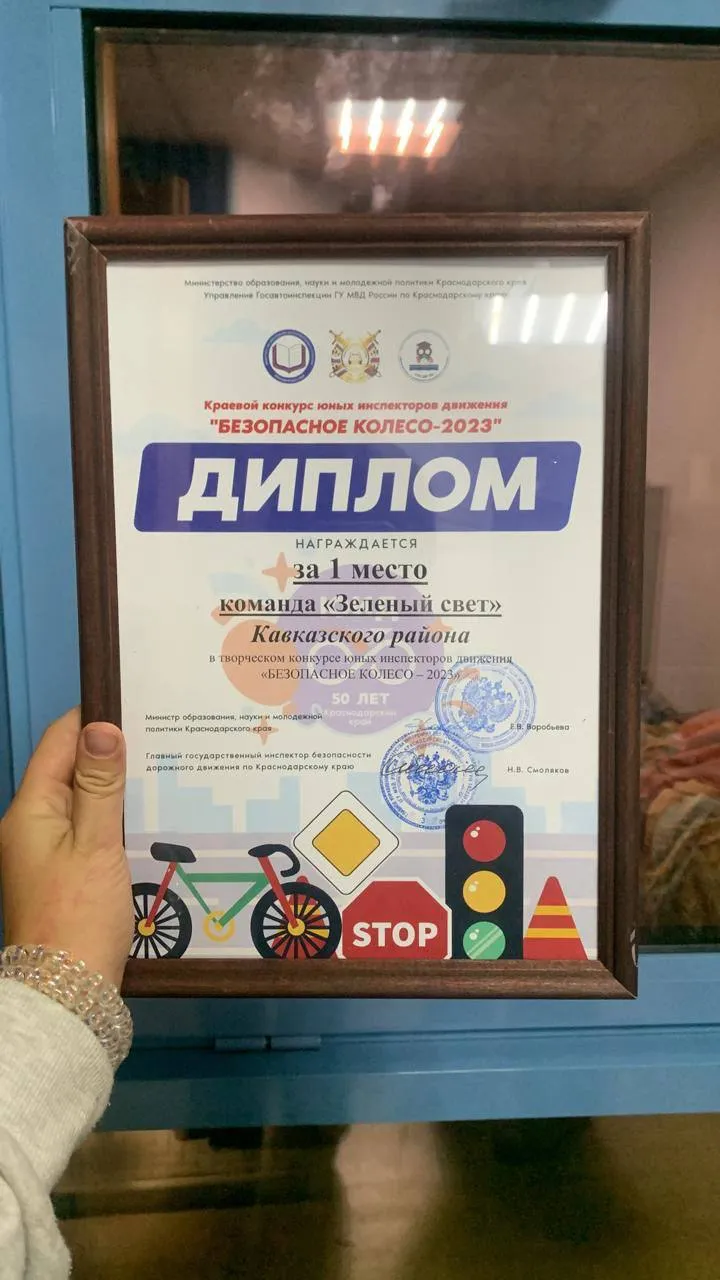 Министерство образования, науки и молодежной политики Краснодарского края
Управления Госавтоинспекции ГУ МВД России по Краснодарскому краю
Краевой конкурс юных инспекторов движения
"БЕЗОПАСНОЕ КОЛЕСО-2023"
ДИПЛОМ
НАГРАЖДАЕТСЯ
за 1 место
команда «Зеленый свет»
Кавказского района
в творческом конкурсе юных инспекторов движения
«БЕЗОПАСНОЕ КОЛЕСО – 2023»
50 ЛЕТ
Краснодарский
край
Министр образования, науки и молодежной
политики Краснодарского края
Е.В. Воробьева
Главный государственный инспектор безопасности
дорожного движения по Краснодарскому краю
Н.В. Смоляков
STOP